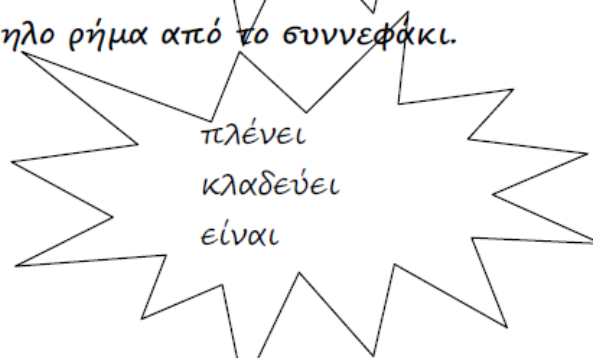 ηλο ρήμα από το συννεφάκι.
πλένει
κλαδεύει
είναι